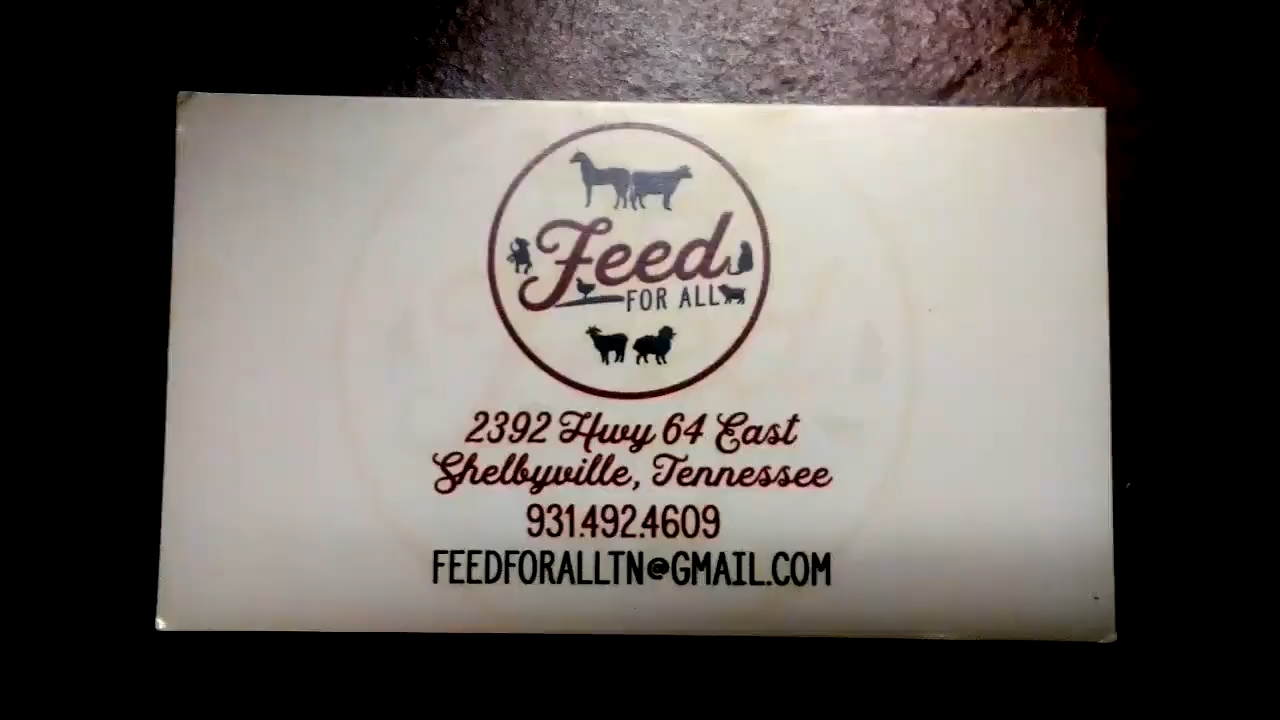 Feed
FOR ALL
2392 Hwy 64 East
Shelbyville, Tennessee
931.492.4609
FEEDFORALLTN@GMAIL.COM